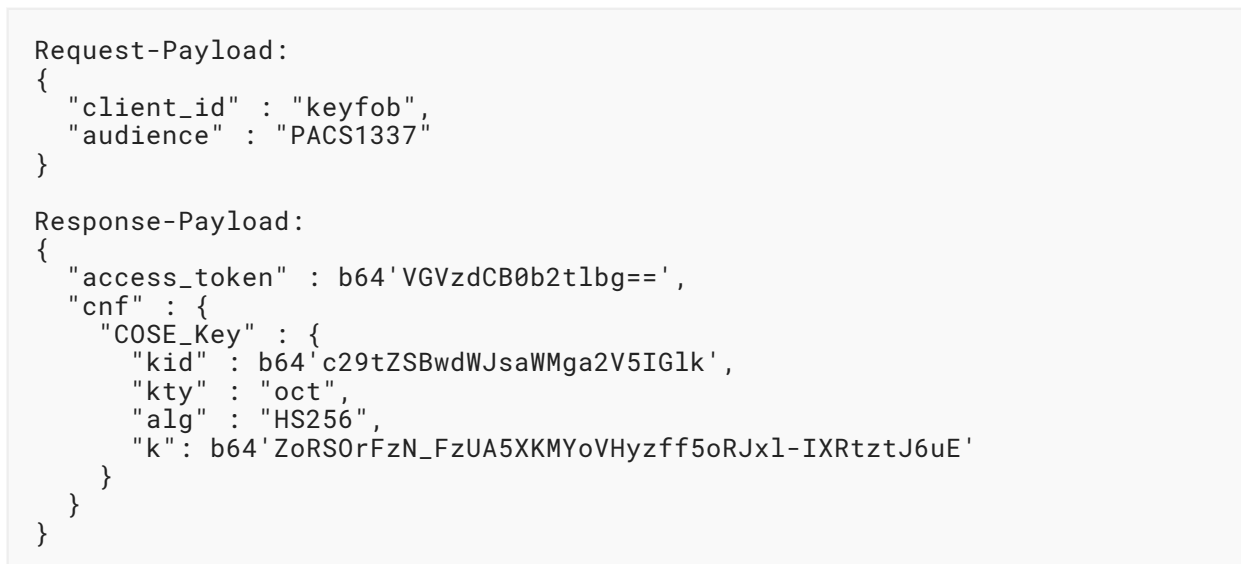 Request-Payload:
{
  "client_id" : "keyfob",
  "audience" : "PACS1337"
}
Response-Payload:
{
  "access_token" : b64'VGVzdCB0b2tlbg==',
  "cnf" : {
    "COSE_Key" : {
      "kid" : b64'c29tZSBwdWJsaWMga2V5IGlk',
      "kty" : "oct",
      "alg" : "HS256",
      "k": b64'ZoRSOrFzN_FzUA5XKMYoVHyzff5oRJxl-IXRtztJ6uE'
    }
  }
}